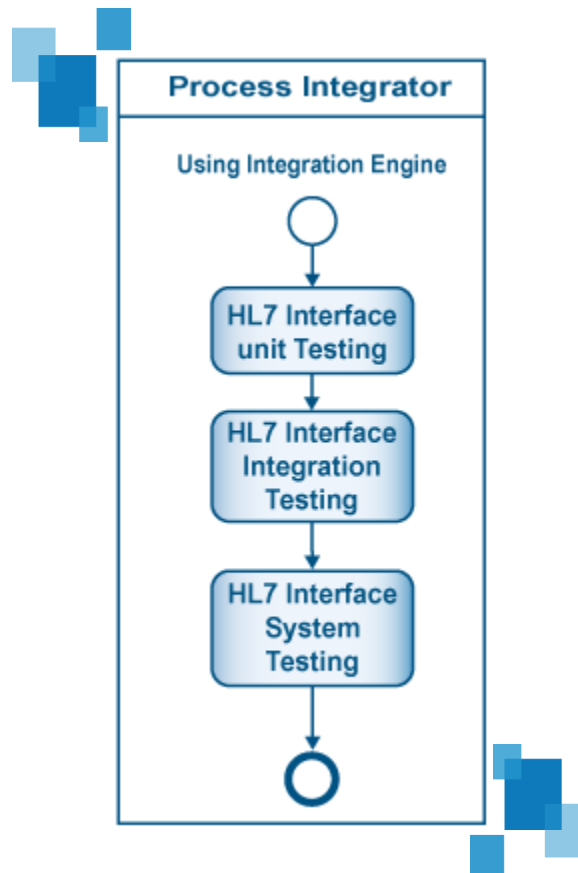 Process Integrator
Using Integration Engine
HL7 Interface
unit Testing
HL7 Interface
Integration
Testing
HL7 Interface
System
Testing